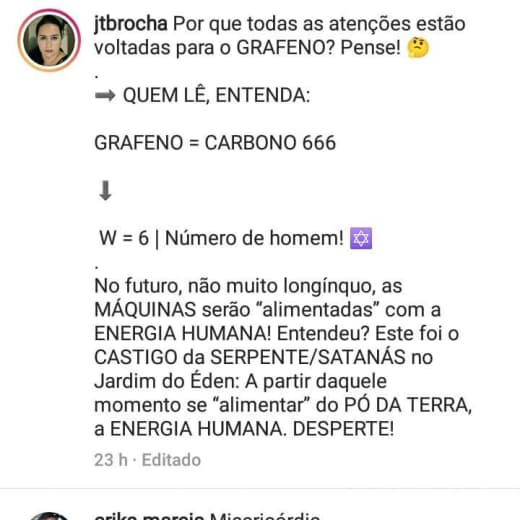 jtbrocha Por que todas as atenções estão
voltadas para o GRAFENO? Pense! 🤔
.
➡ QUEM LÊ, ENTENDA:
GRAFENO = CARBONO 666
⬇
W = 6 | Número de homem! 🔯
.
No futuro, não muito longínquo, as
MÁQUINAS serão “alimentadas” com a
ENERGIA HUMANA! Entendeu? Este foi o
CASTIGO da SERPENTE/SATANÁS no
Jardim do Éden: A partir daquele
momento se “alimentar” do PÓ DA TERRA,
a ENERGIA HUMANA. DESPERTE!
23 h · Editado